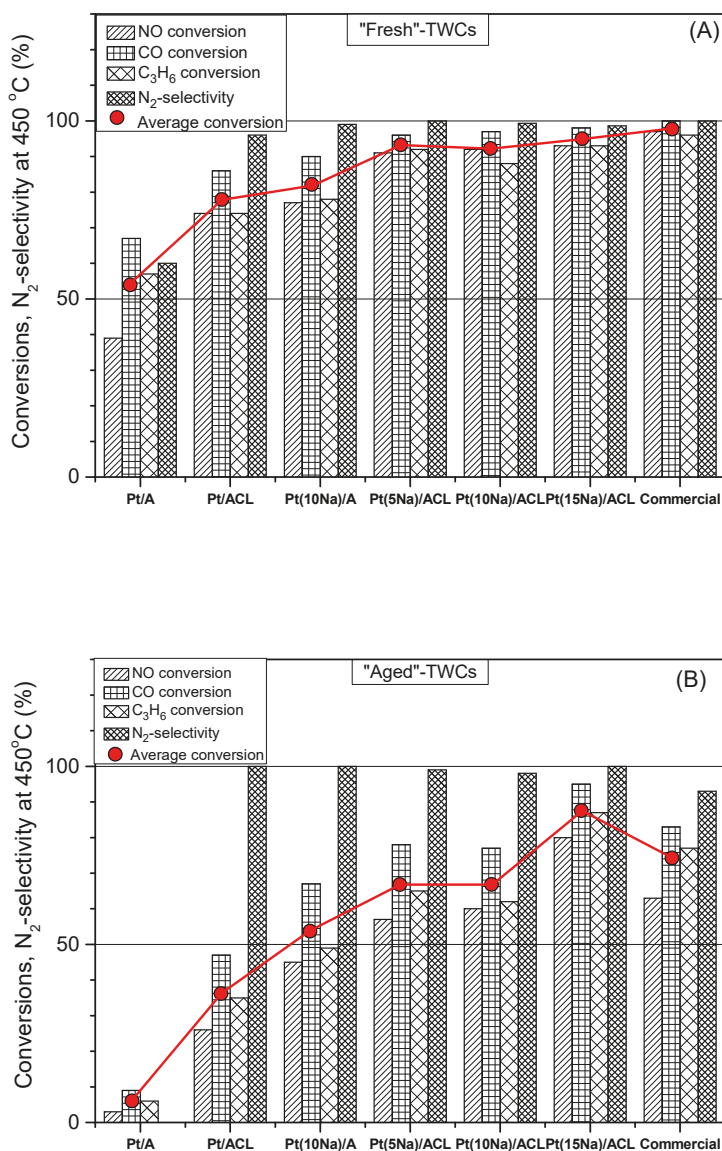 "Fresh"-TWCs
(A)
NO conversion
CO conversion
C3H6 conversion
N2-selectivity
Average conversion
Conversions, N2-selectivity at 450 °C (%)
100
50
0
Pt/A Pt/ACL Pt(10Na)/A Pt(5Na)/ACL Pt(10Na)/ACL Pt(15Na)/ACL Commercial
"Aged"-TWCs
(B)
NO conversion
CO conversion
C3H6 conversion
N2-selectivity
Average conversion
Conversions, N2-selectivity at 450°C (%)
100
50
0
Pt/A Pt/ACL Pt(10Na)/A Pt(5Na)/ACL Pt(10Na)/ACL Pt(15Na)/ACL Commercial